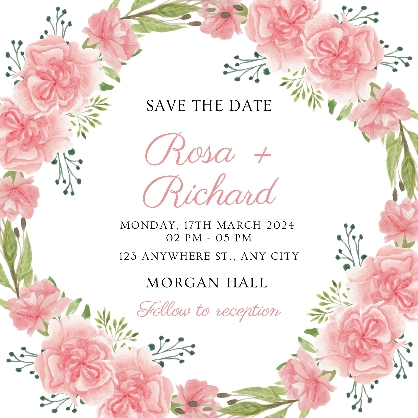 SAVE THE DATE
Rosa +
Richard
MONDAY, 17TH MARCH 2024
02 PM - 05 PM
123 ANYWHERE ST., ANY CITY
MORGAN HALL
Follow to reception